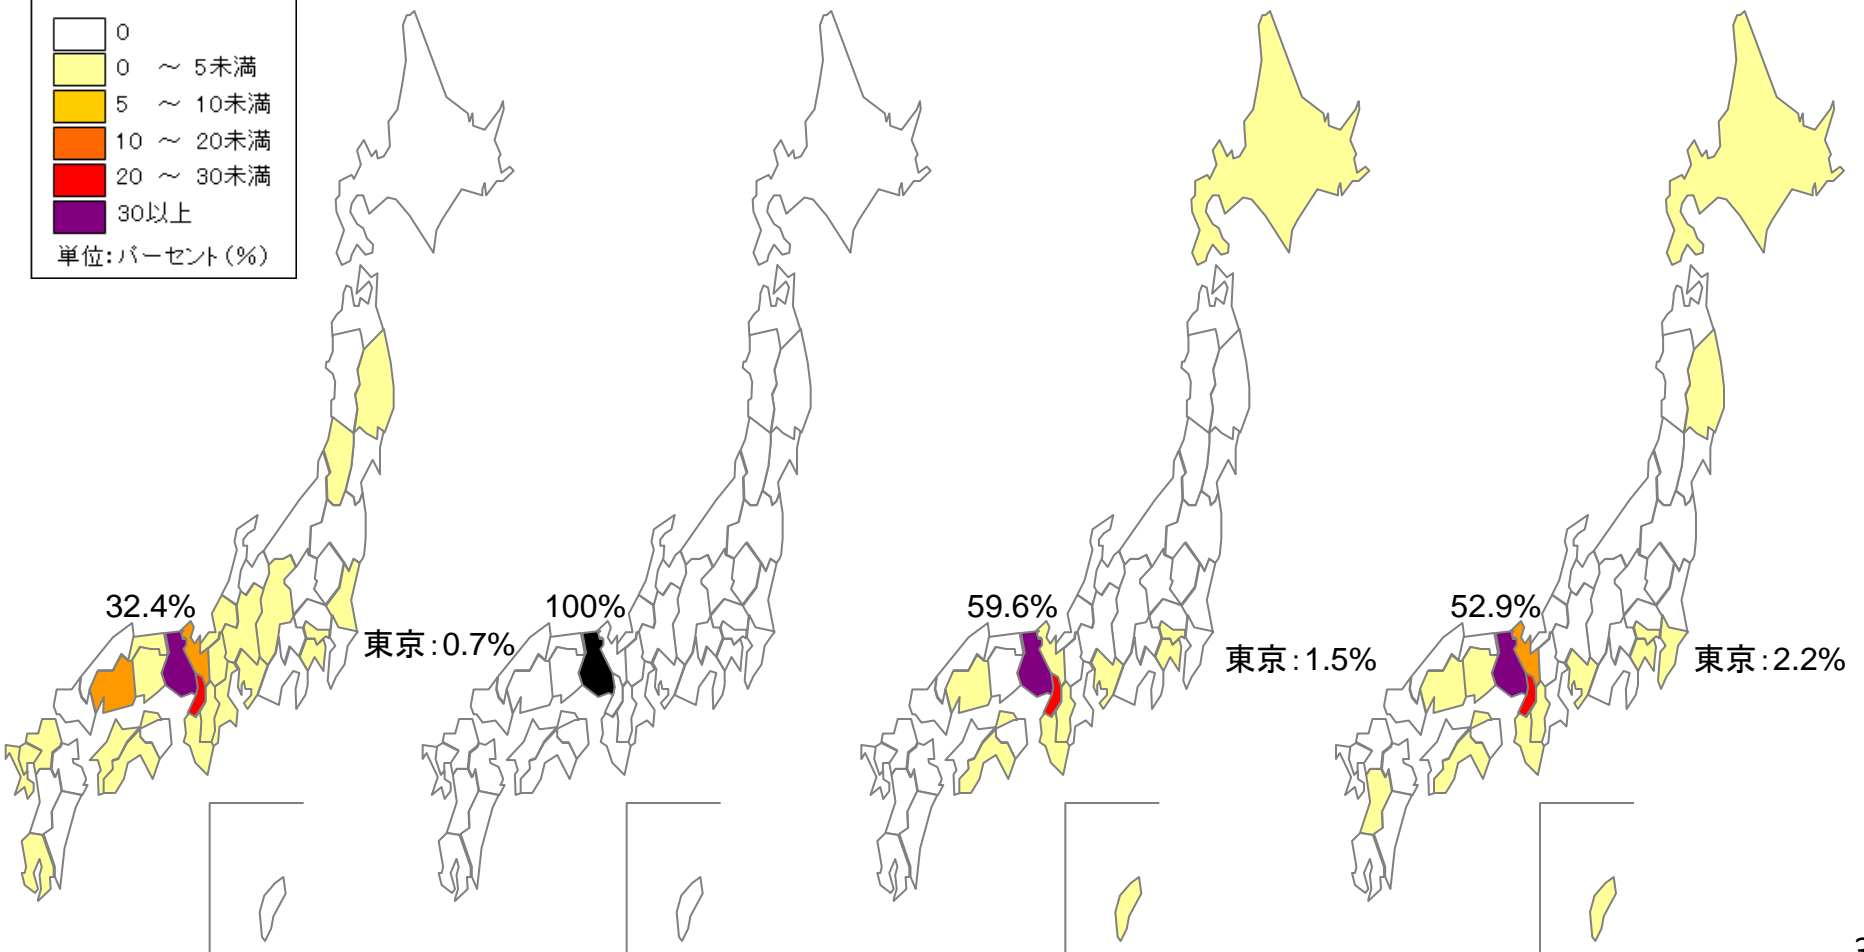 0
0 ～ 5未満
5 ～ 10未満
10 ～ 20未満
20 ～ 30未満
30以上
単位:パーセント(%)
32.4%
東京：0.7%
100%
59.6%
東京：1.5%
52.9%
東京：2.2%